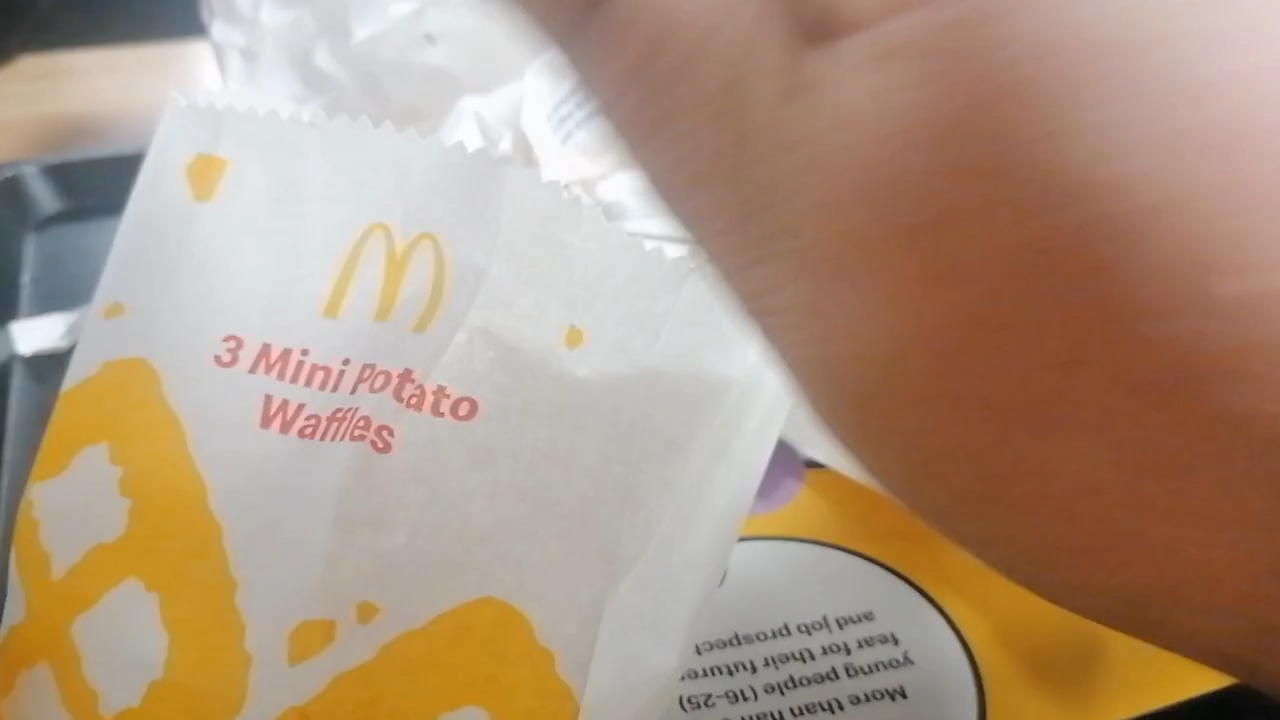 3 Mini Potato
Waffles
More than half
young people (16-25)
fear for their future
and job prospect